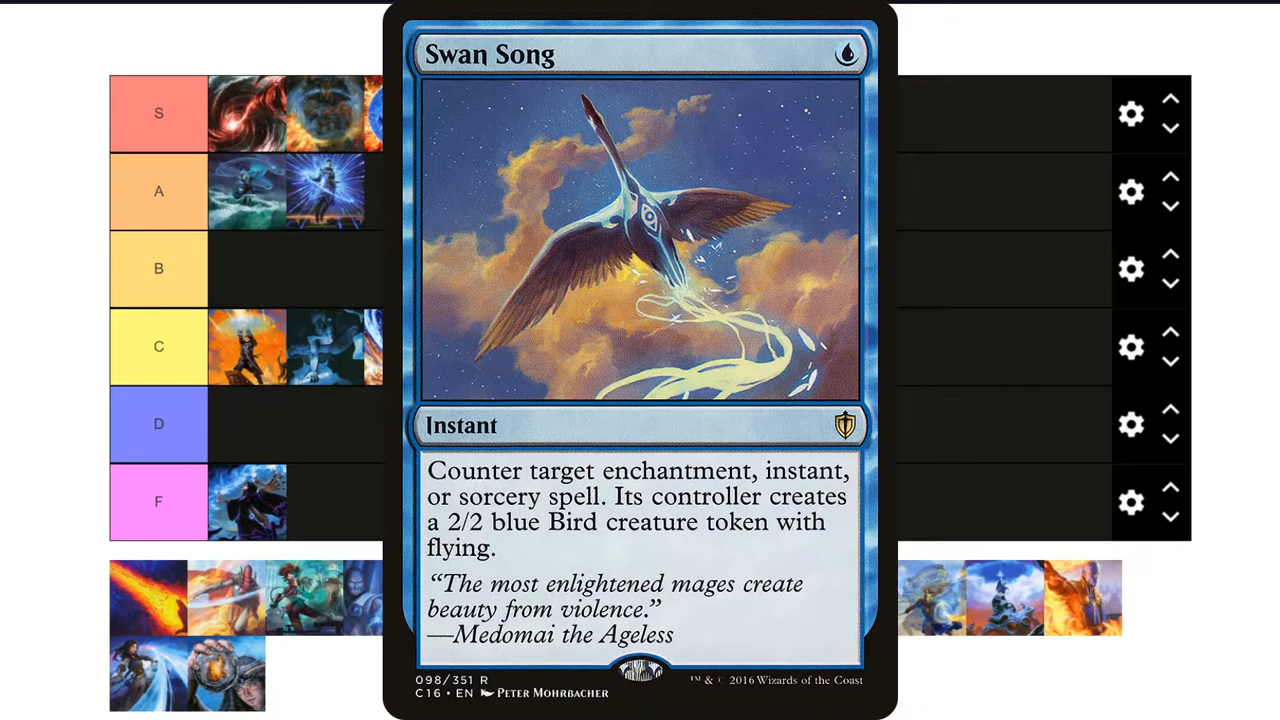 Swan Song
S
A
B
C
D
F
Instant
Counter target enchantment, instant,
or sorcery spell. Its controller creates
a 2/2 blue Bird creature token with
flying.
“The most enlightened mages create
beauty from violence.”
—Medomai the Ageless
098/351 R
C16 • EN PETER MOHRBACHER
™ & © 2016 Wizards of the Coast